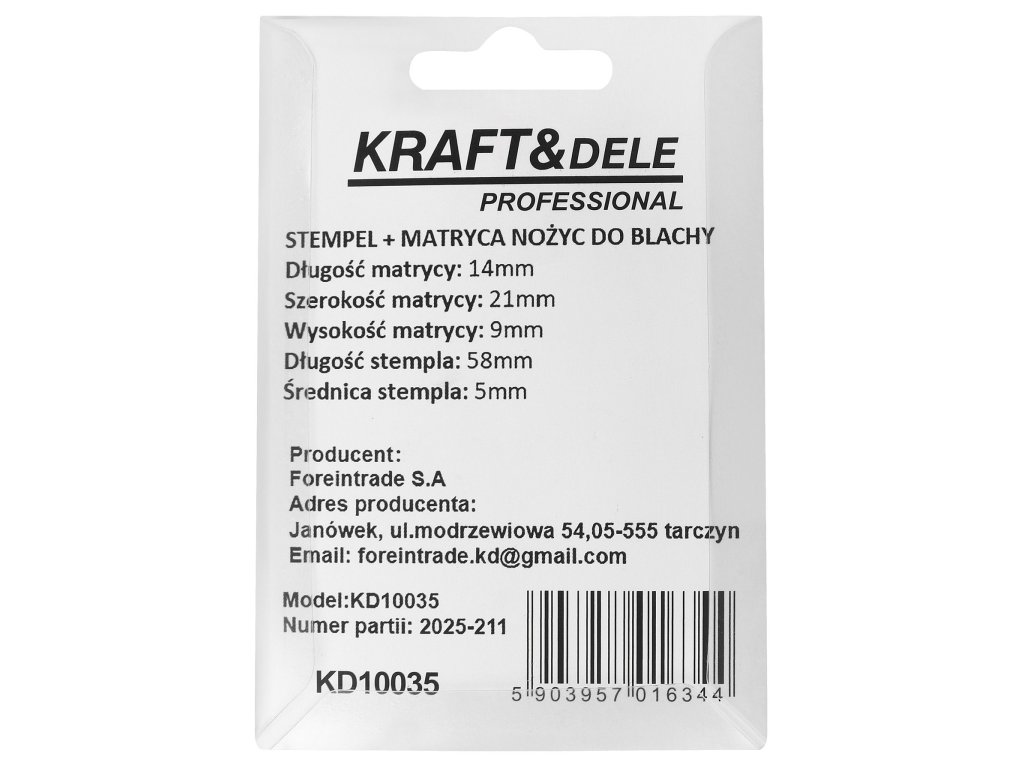 KRAFT&DELE
PROFESSIONAL
STEMPEL + MATRYCA NOŻYC DO BLACHY
Długość matrycy: 14mm
Szerokość matrycy: 21mm
Wysokość matrycy: 9mm
Długość stempla: 58mm
Średnica stempla: 5mm
Producent:
Foreintrade S.A
Adres producenta:
Janówek, ul.modrzewiowa 54,05-555 tarczyn
Email: foreintrade.kd@gmail.com
Model:KD10035
Numer partii: 2025-211
KD10035
5 903957 016344